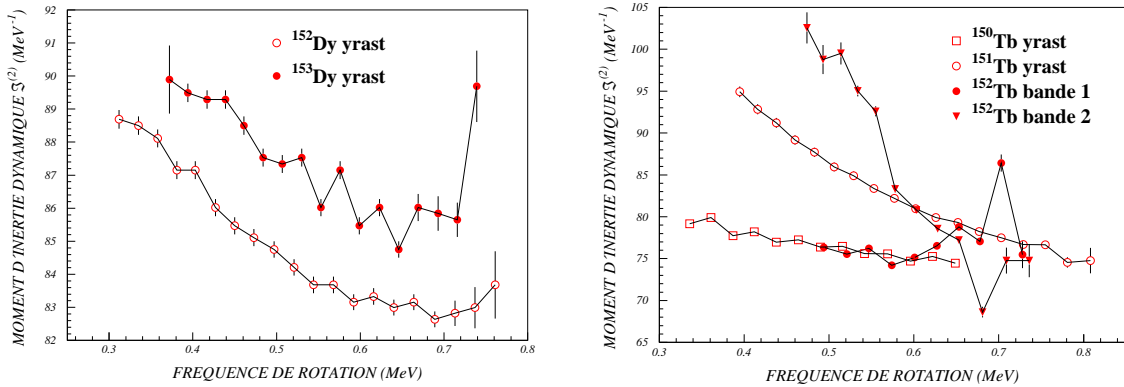 MOMENT D'INERTIE DYNAMIQUE ℑ(2) (MeV-1)
92
91
90
89
88
87
86
85
84
83
82
152Dy yrast
153Dy yrast
0.3 0.4 0.5 0.6 0.7 0.8
FREQUENCE DE ROTATION (MeV)
MOMENT D'INERTIE DYNAMIQUE ℑ(2) (MeV-1)
105
100
95
90
85
80
75
70
65
150Tb yrast
151Tb yrast
152Tb bande 1
152Tb bande 2
0.3 0.4 0.5 0.6 0.7 0.8
FREQUENCE DE ROTATION (MeV)